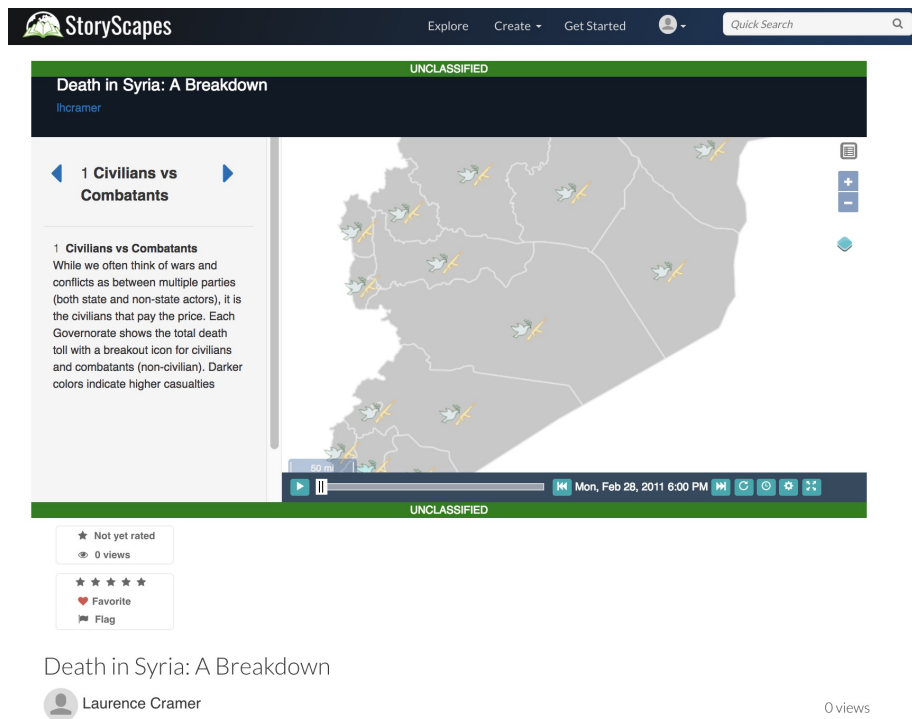 StoryScapes
Explore Create Get Started Quick Search
UNCLASSIFIED
Death in Syria: A Breakdown
lhcramer
1 Civilians vs
Combatants
1 Civilians vs Combatants
While we often think of wars and
conflicts as between multiple parties
(both state and non-state actors), it is
the civilians that pay the price. Each
Governorate shows the total death
toll with a breakout icon for civilians
and combatants (non-civilian). Darker
colors indicate higher casualties
50 mi
Mon, Feb 28, 2011 6:00 PM
UNCLASSIFIED
Not yet rated
0 views
Favorite
Flag
Death in Syria: A Breakdown
Laurence Cramer
0 views